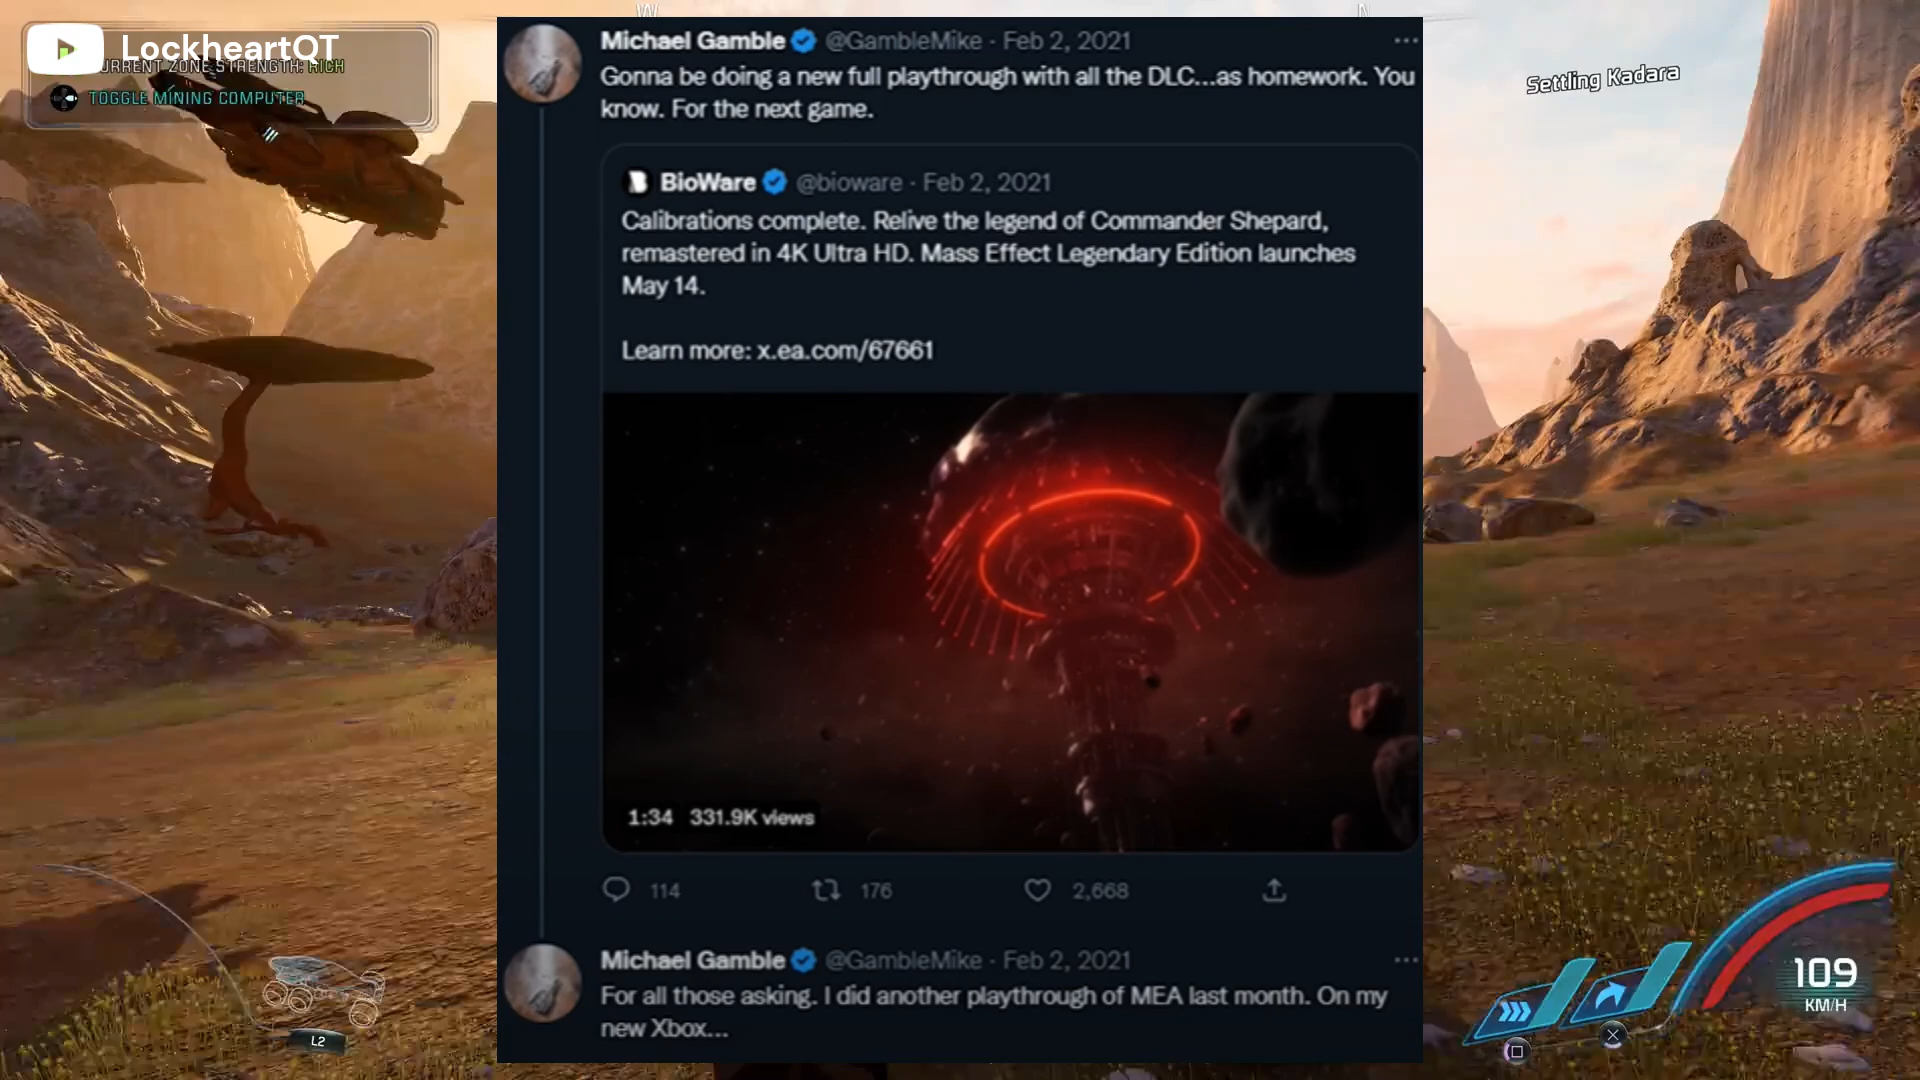 W
N
LockheartOT
CURRENT ZONE STRENGTH: RICH
TOGGLE MINING COMPUTER
Settling Kadara
Michael Gamble @GambleMike · Feb 2, 2021
Gonna be doing a new full playthrough with all the DLC...as homework. You
know. For the next game.
BioWare @bioware · Feb 2, 2021
Calibrations complete. Relive the legend of Commander Shepard,
remastered in 4K Ultra HD. Mass Effect Legendary Edition launches
May 14.
Learn more: x.ea.com/67661
1:34 331.9K views
114 176 2,668
Michael Gamble @GambleMike · Feb 2, 2021
For all those asking. I did another playthrough of MEA last month. On my
new Xbox...
L2
109
KM/H